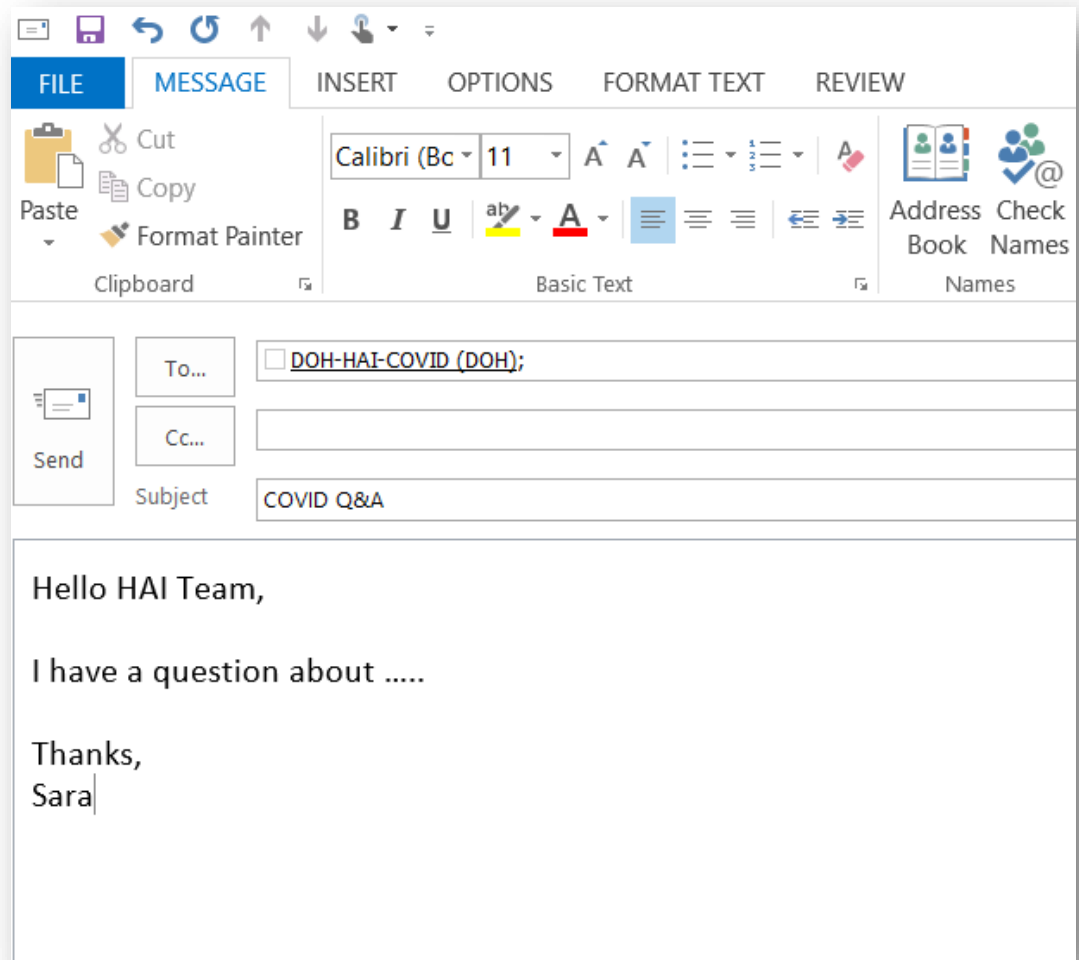 FILE MESSAGE INSERT OPTIONS FORMAT TEXT REVIEW
Cut
Copy
Paste
Format Painter
Clipboard
Calibri (Bc 11
B I U
Basic Text
Address Book
Check Names
Names
Send
To...
DOH-HAI-COVID (DOH);
Cc...
Subject
COVID Q&A
Hello HAI Team,
I have a question about .....
Thanks,
Sara